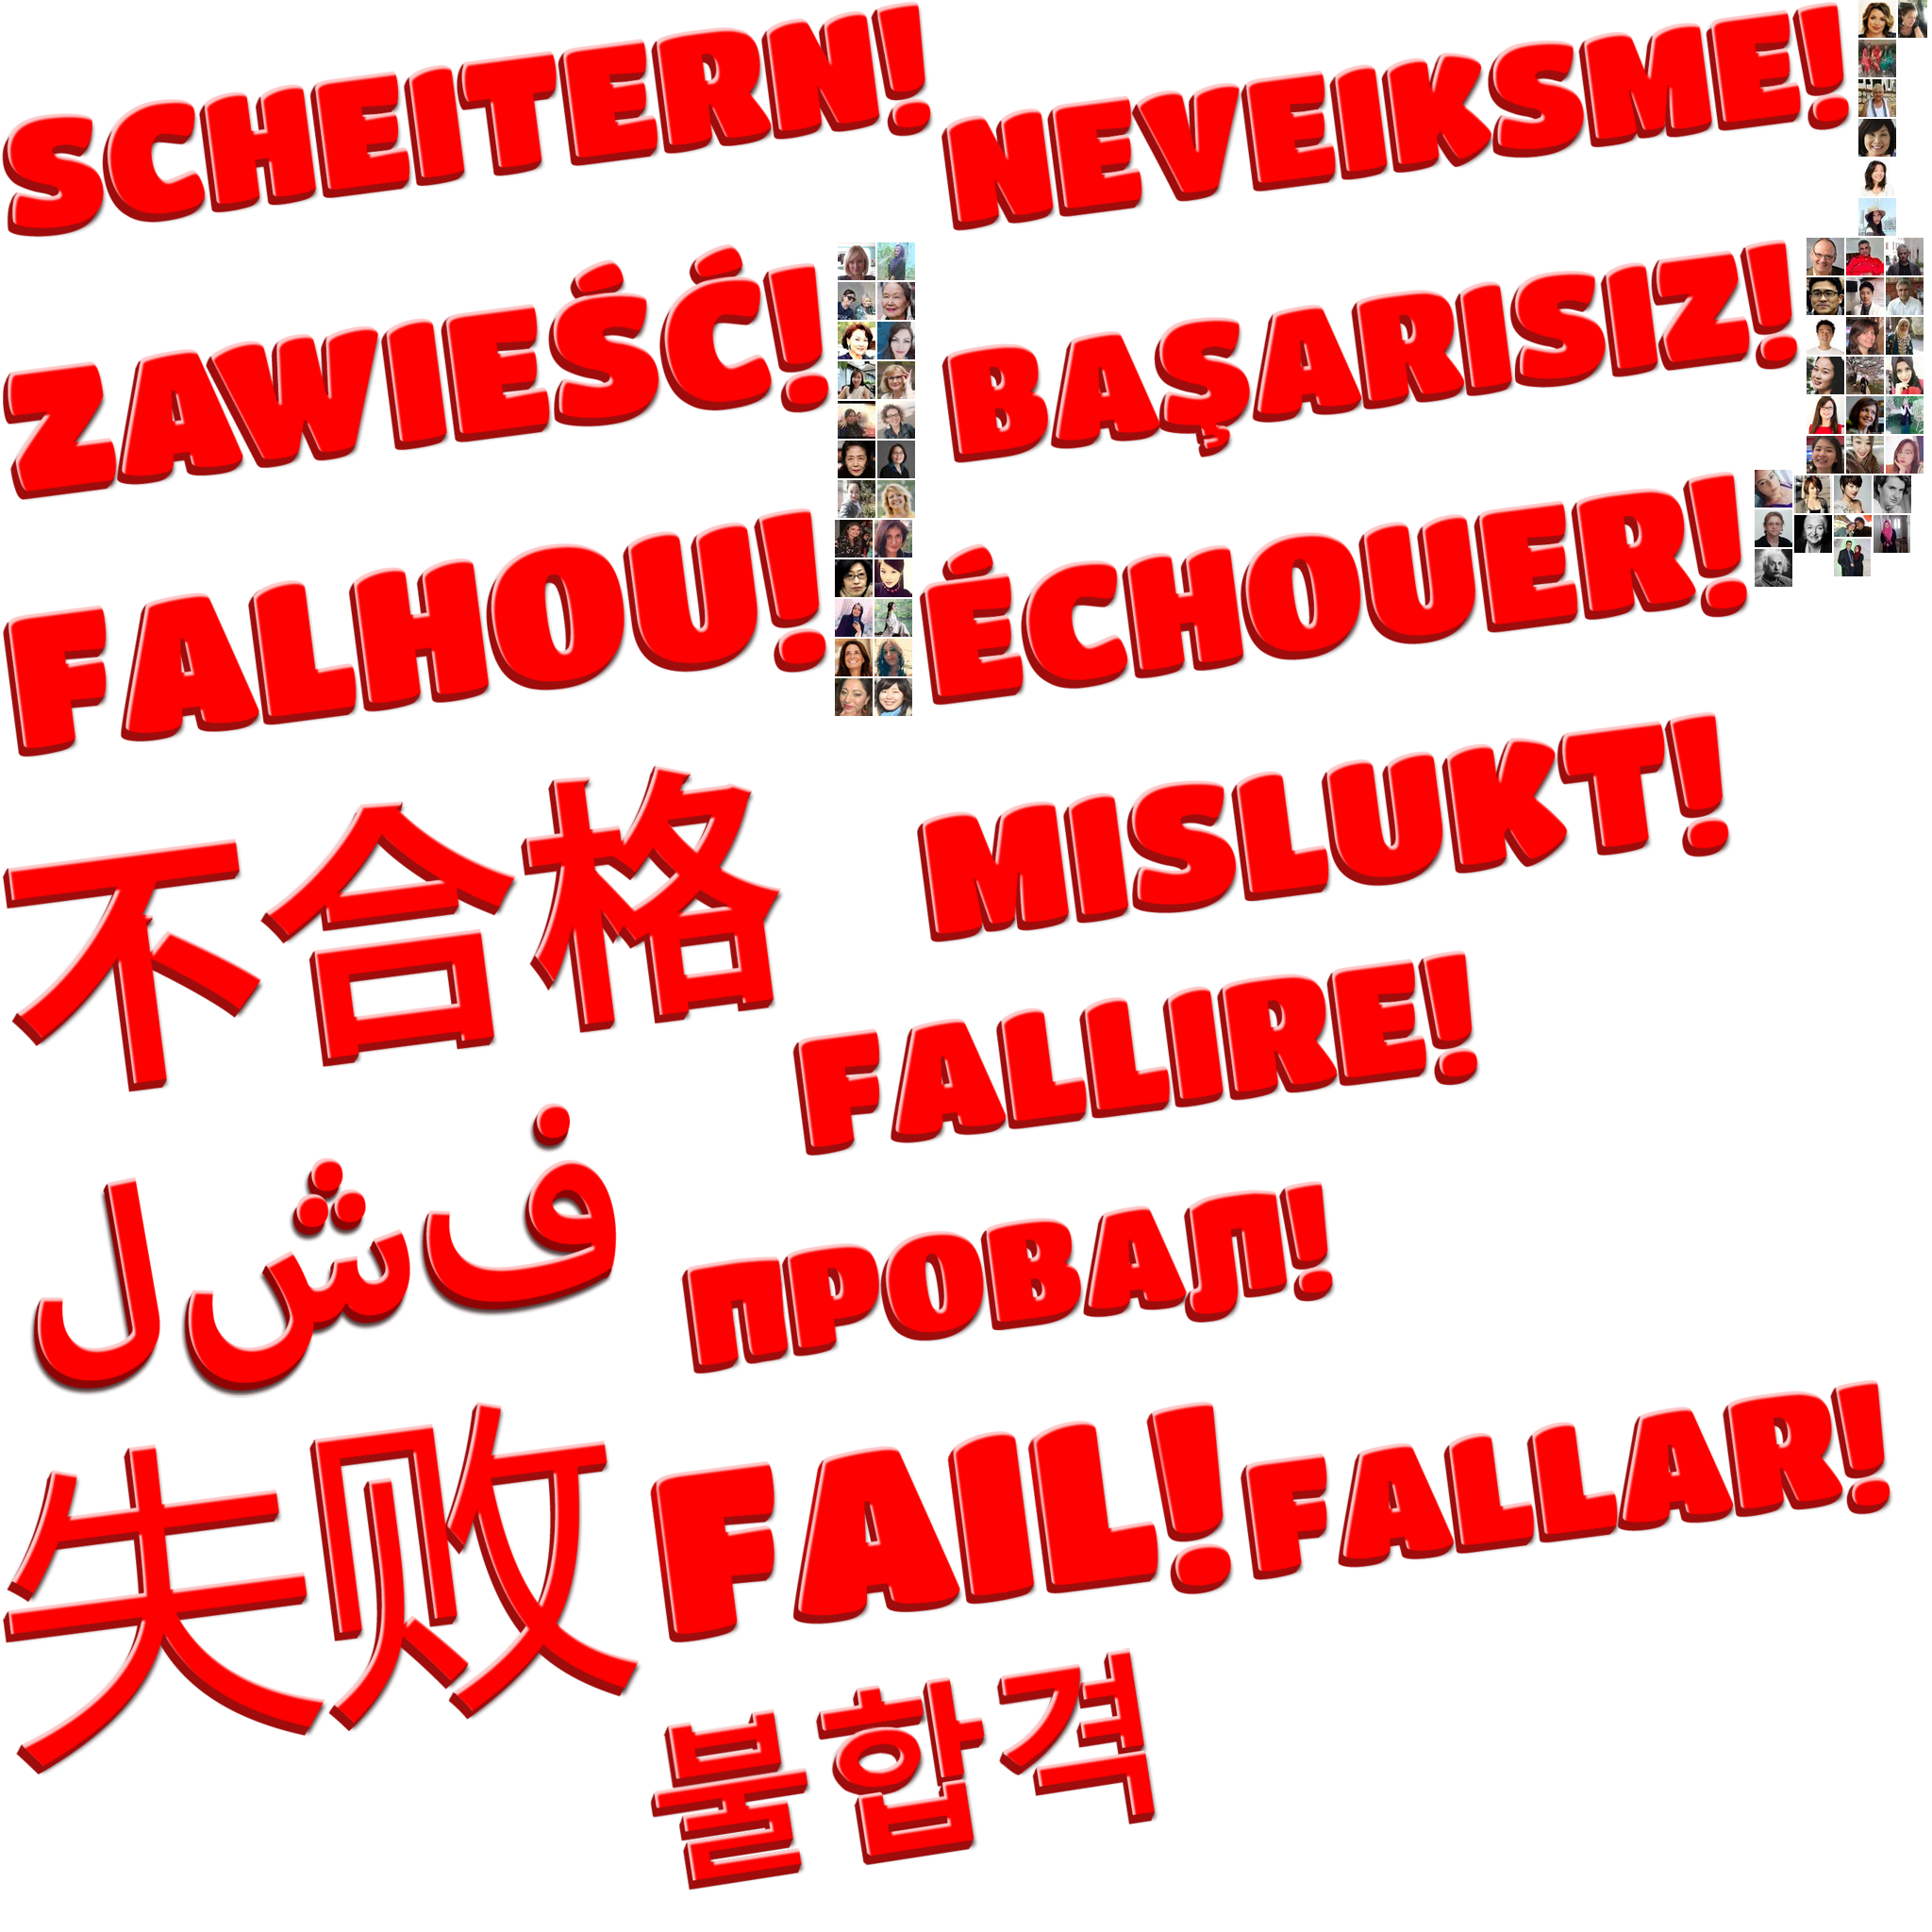 SCHEITERN!
NEVEIKSME!
ZAWIEŚĆ!
BAŞARISIZ!
FALHOU!
ÉCHOUER!
不合格
MISLUKT!
FALLIRE!
ف ش ل
ПРОВАЛ!
失败
FAIL!
FALLAR!
불합격